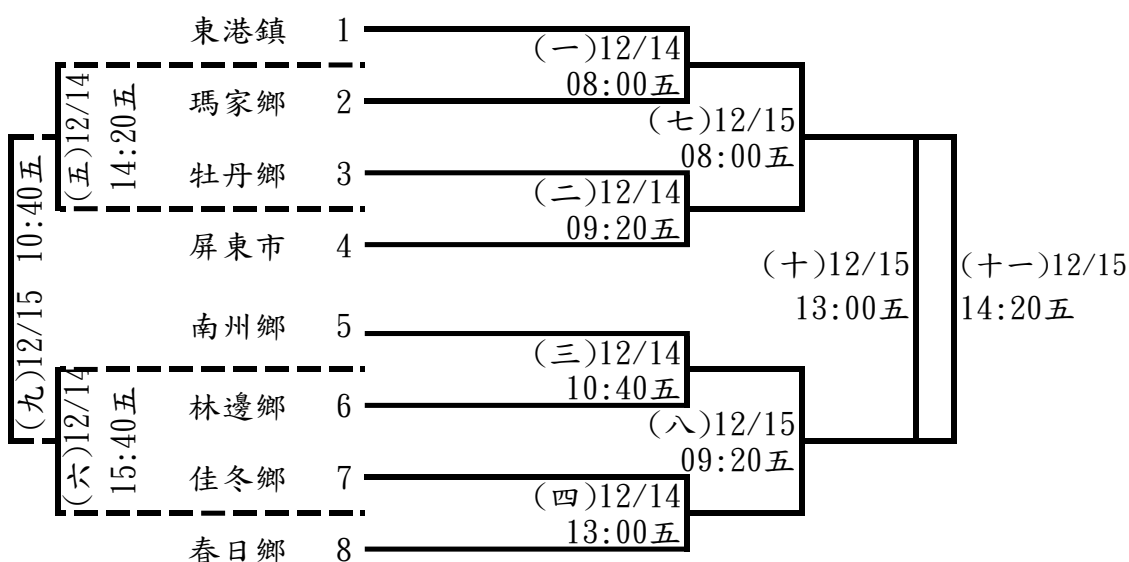 東港鎮 1
(一)12/14
08:00五
瑪家鄉 2
(五)12/14
14:20五
(七)12/15
08:00五
牡丹鄉 3
(二)12/14
09:20五
屏東市 4
(九)12/15 10:40五
(十)12/15
13:00五
(十一)12/15
14:20五
南州鄉 5
(三)12/14
10:40五
林邊鄉 6
(六)12/14
15:40五
(八)12/15
09:20五
佳冬鄉 7
(四)12/14
13:00五
春日鄉 8